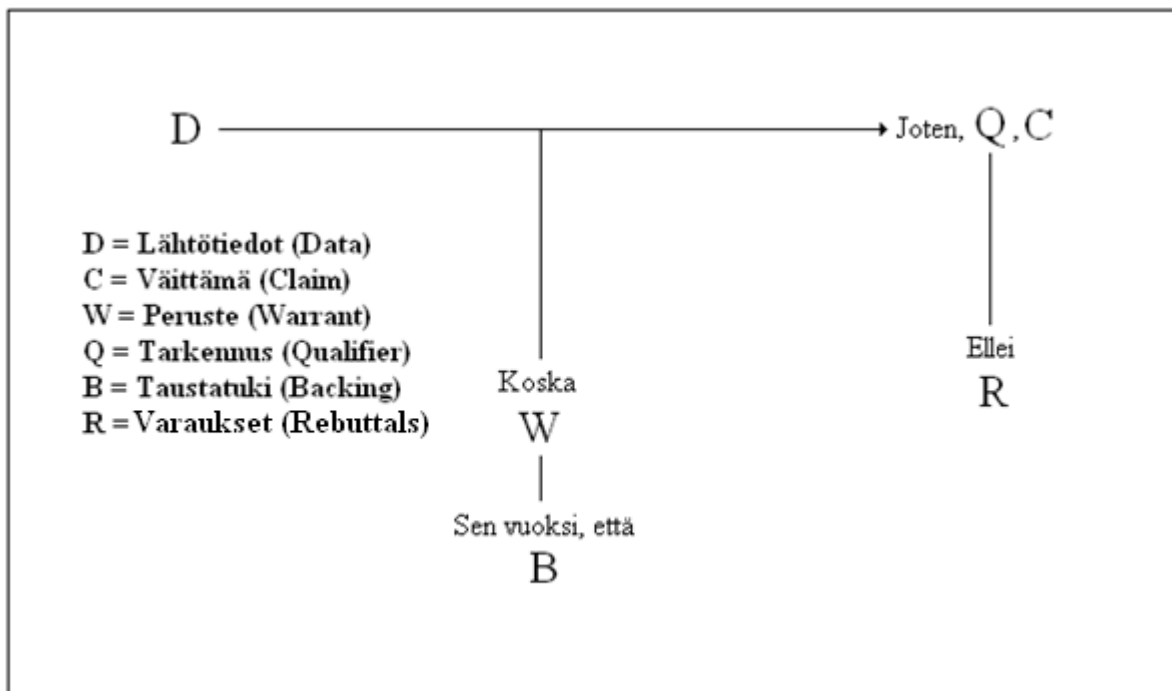 D Joten, Q, C
D = Lähtötiedot (Data)
C = Väittämä (Claim)
W = Peruste (Warrant)
Q = Tarkennus (Qualifier)
B = Taustatuki (Backing)
R = Varaukset (Rebuttals)
Koska
W
Sen vuoksi, että
B
Ellei
R